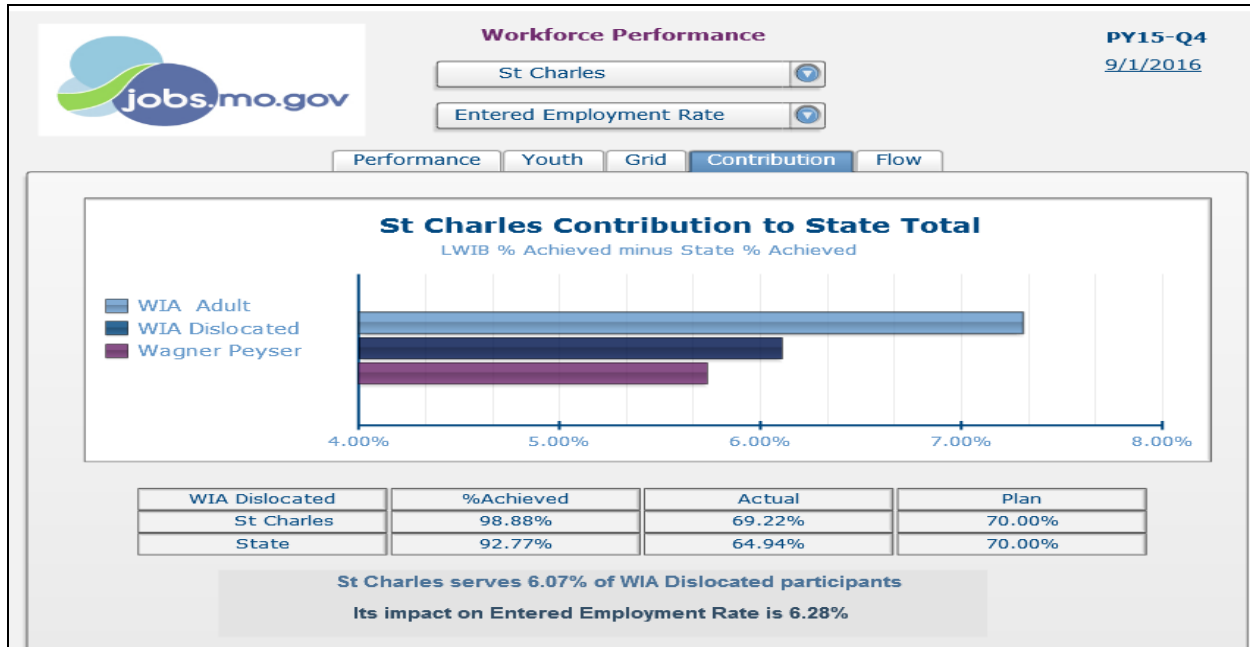 Workforce Performance
PY15-Q4
jobs.mo.gov
St Charles
9/1/2016
Entered Employment Rate
Performance Youth Grid Contribution Flow
St Charles Contribution to State Total
LWIB % Achieved minus State % Achieved
WIA Adult
WIA Dislocated
Wagner Peyser
4.00% 5.00% 6.00% 7.00% 8.00%
WIA Dislocated %Achieved Actual Plan
St Charles 98.88% 69.22% 70.00%
State 92.77% 64.94% 70.00%
St Charles serves 6.07% of WIA Dislocated participants
Its impact on Entered Employment Rate is 6.28%